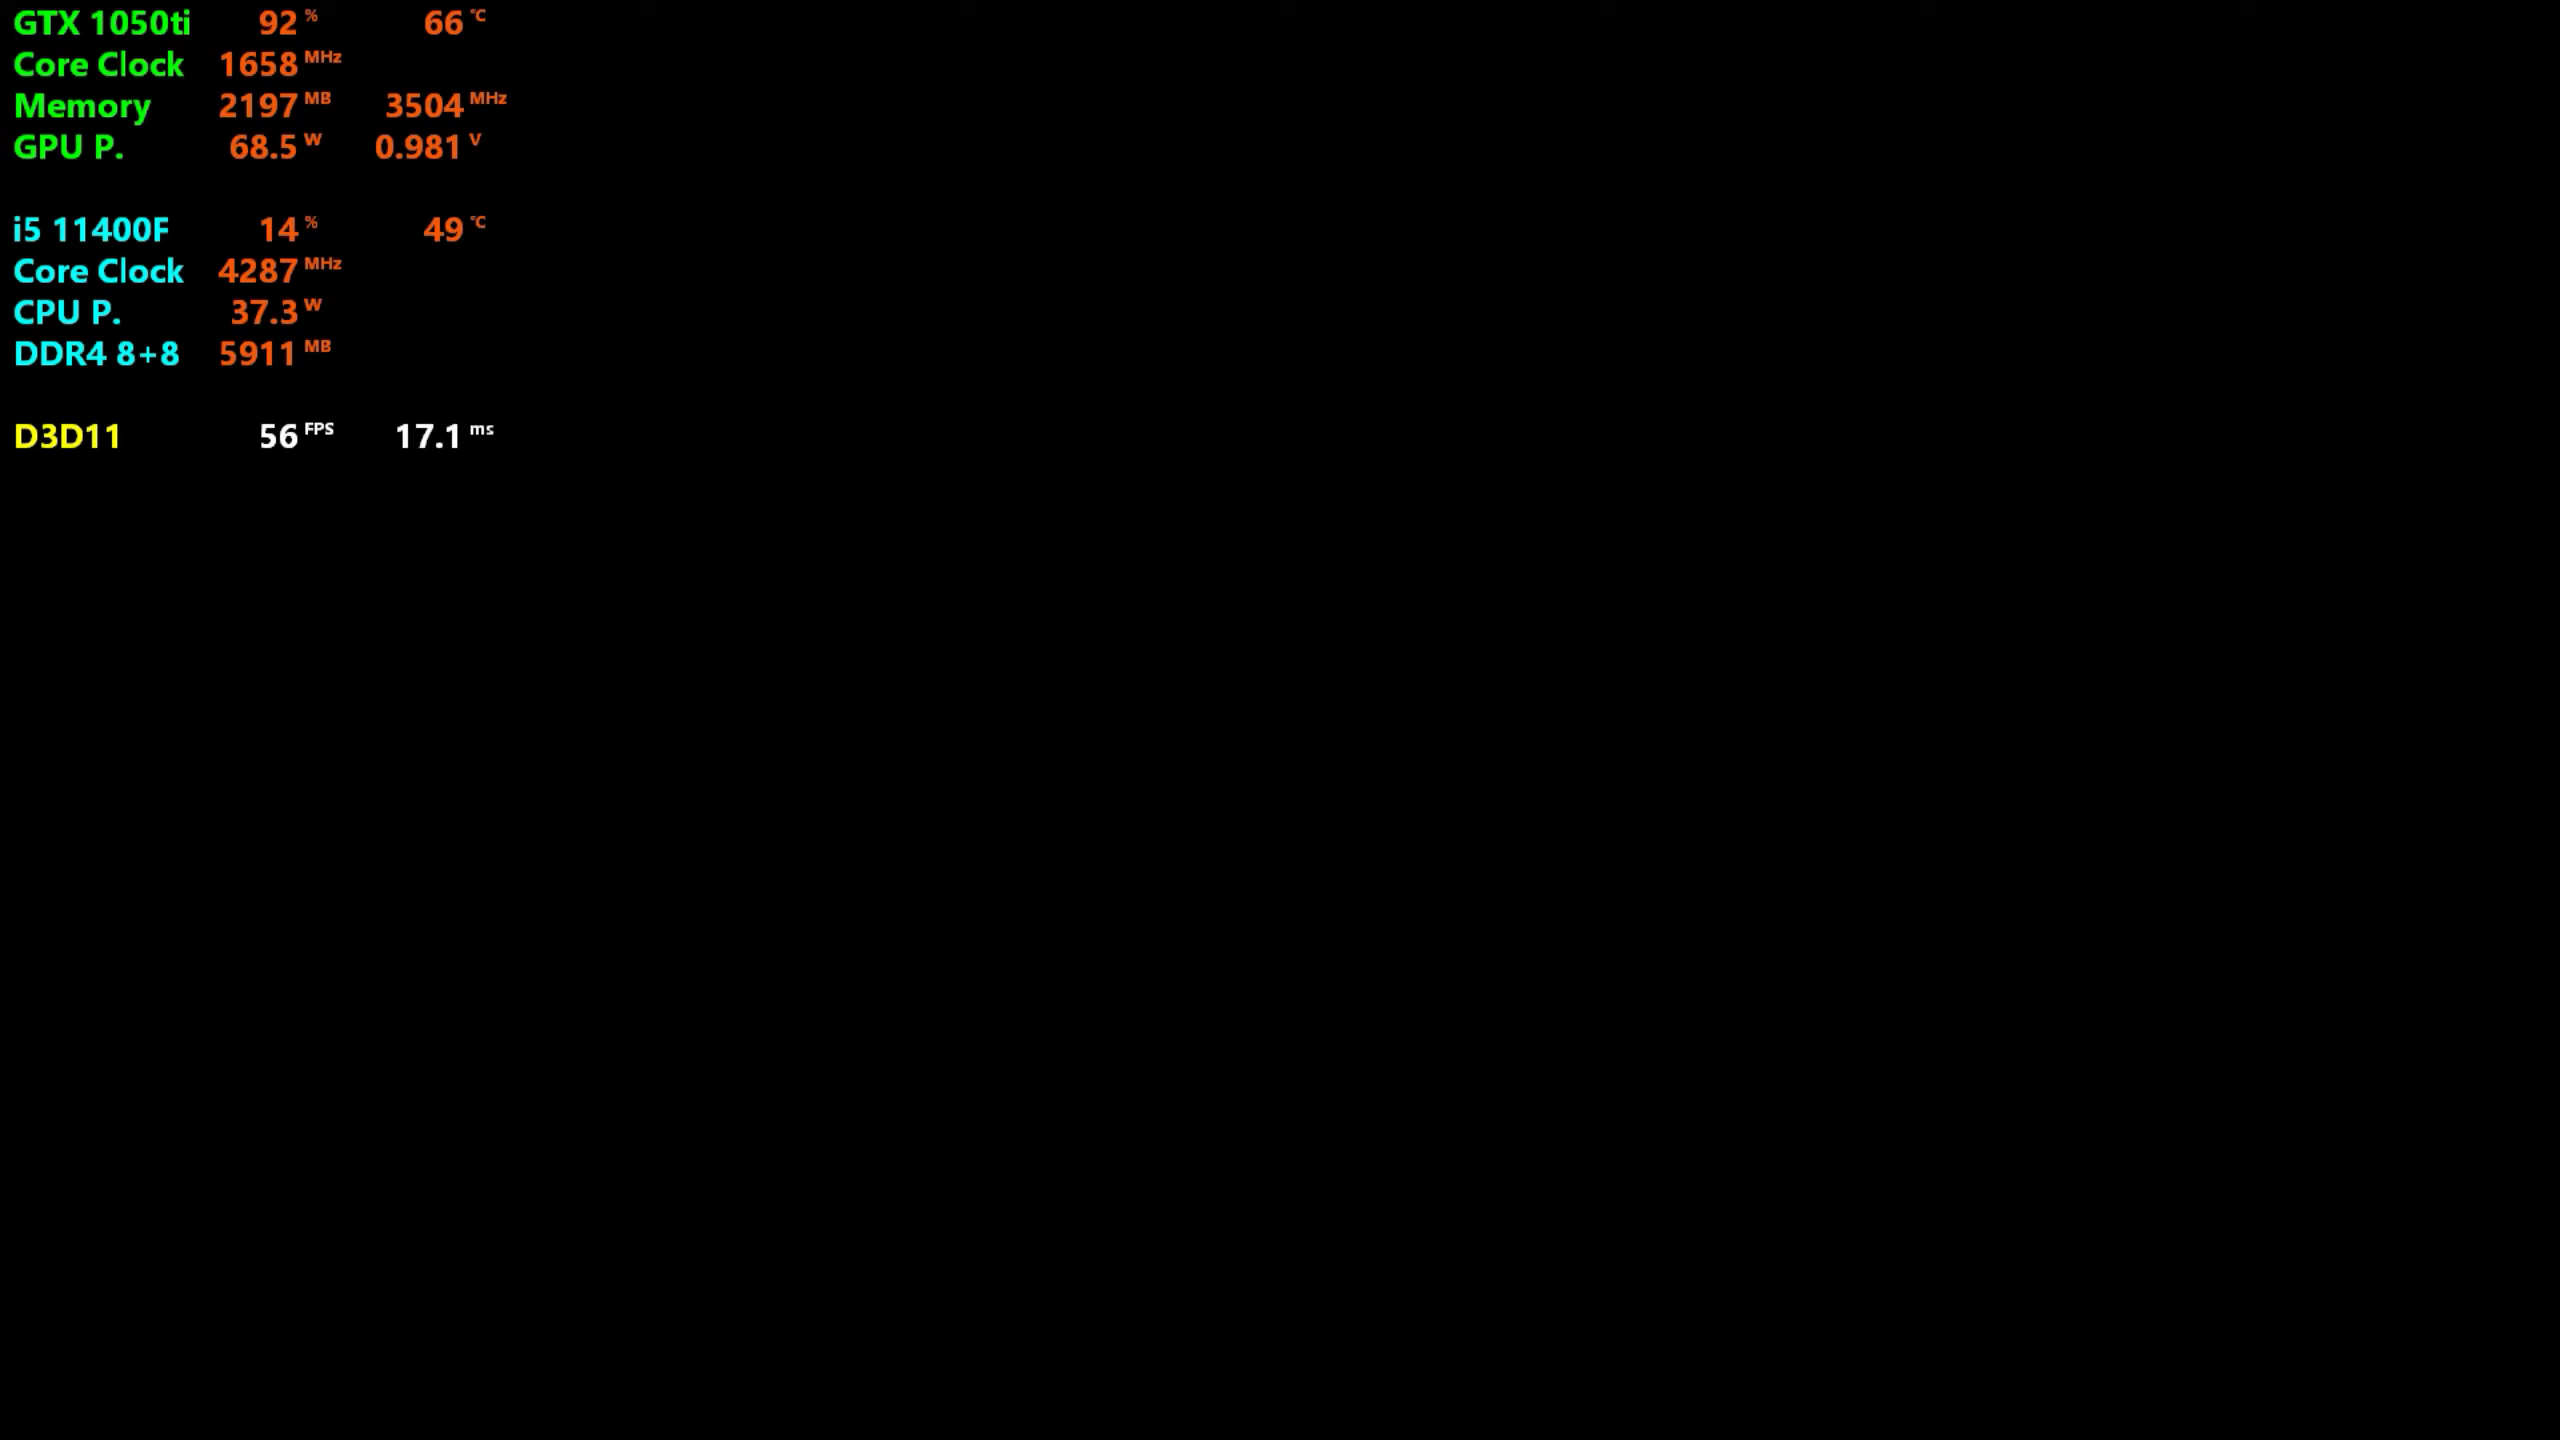 GTX 1050ti 92 % 66 °C
Core Clock 1658 MHz
Memory 2197 MB 3504 MHz
GPU P. 68.5 W 0.981 V
i5 11400F 14 % 49 °C
Core Clock 4287 MHz
CPU P. 37.3 W
DDR4 8+8 5911 MB
D3D11 56 FPS 17.1 ms